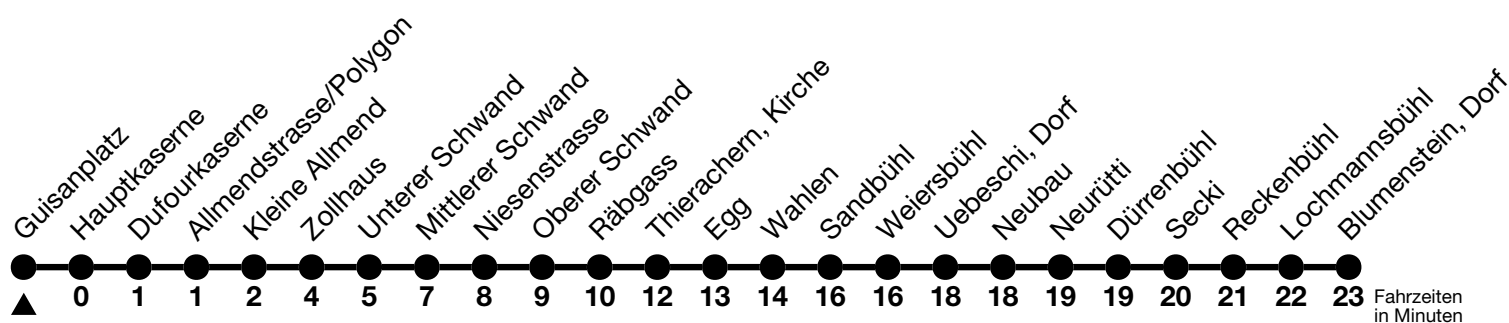 Guisanplatz
Hauptkaserne
Dufourkaserne
Allmendstrasse/Polygon
Kleine Allmend
Zollhaus
Unterer Schwand
Mittlerer Schwand
Niesenstrasse
Oberer Schwand
Räbgass
Thierachern, Kirche
Egg
Wahlen
Sandbühl
Weiersbühl
Uebeschi, Dorf
Neubau
Neurütti
Dürrenbühl
Secki
Reckenbühl
Lochmannsbühl
Blumenstein, Dorf
0 1 1 2 4 5 7 8 9 10 12 13 14 16 16 18 18 19 19 20 21 22 23
Fahrzeiten
in Minuten